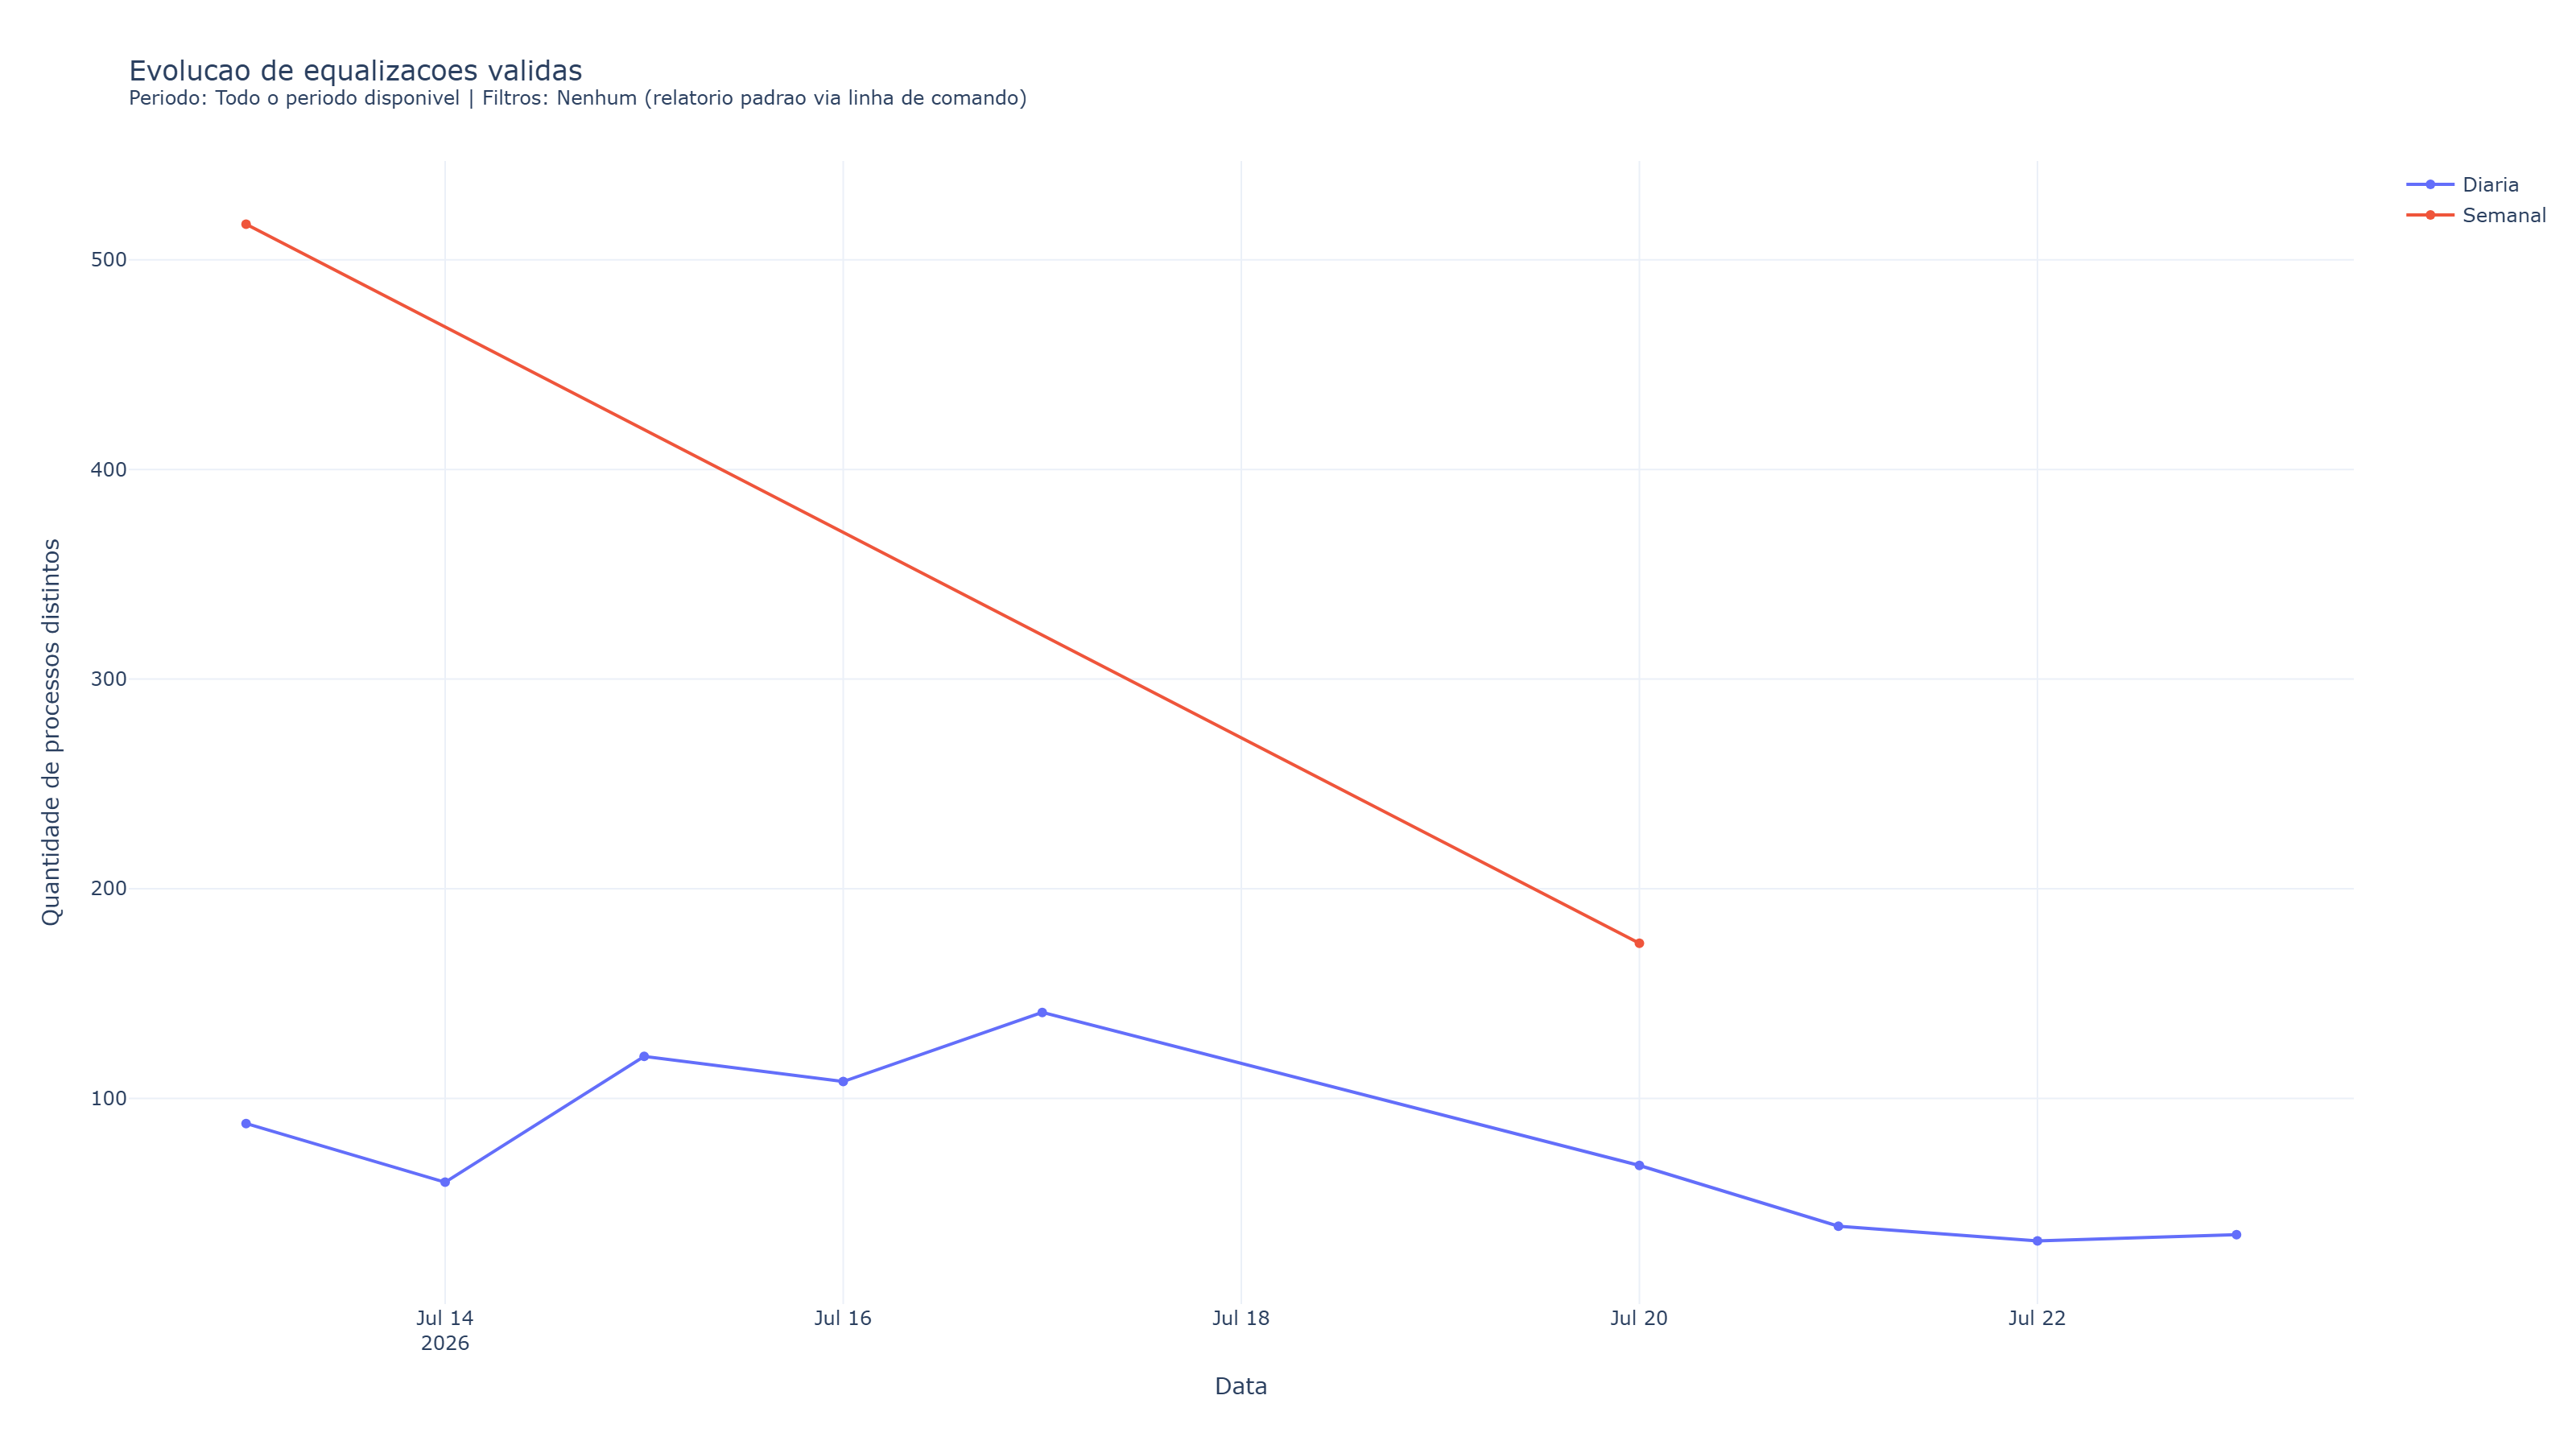 Evolucao de equalizacoes validas
Periodo: Todo o periodo disponivel | Filtros: Nenhum (relatorio padrao via linha de comando)
Diaria
Semanal
Quantidade de processos distintos
500
400
300
200
100
Jul 14
2026
Jul 16
Jul 18
Jul 20
Jul 22
Data